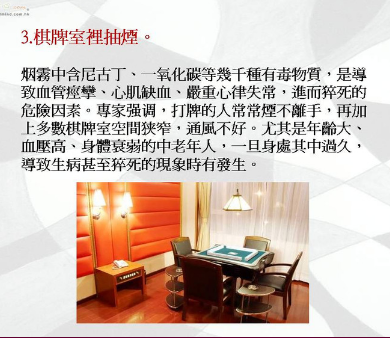 3.棋牌室裡抽煙。
烟霧中含尼古丁、一氧化碳等幾千種有毒物質，是導
致血管痙攣、心肌缺血、嚴重心律失常，進而猝死的
危險因素。專家强调，打牌的人常常煙不離手，再加
上多數棋牌室空間狭窄，通風不好。尤其是年齡大、
血壓高、身體衰弱的中老年人，一旦身處其中過久，
導致生病甚至猝死的現象時有發生。